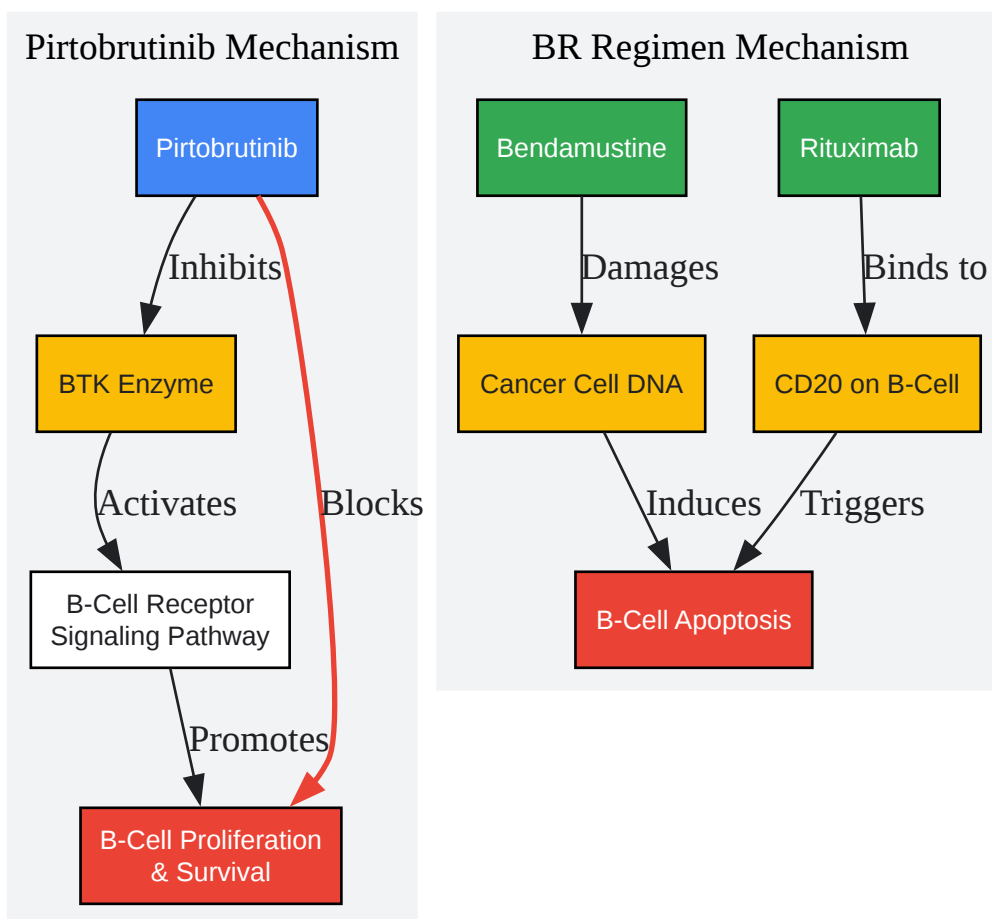 Pirtobrutinib Mechanism
Pirtobrutinib
Inhibits
BTK Enzyme
Activates
Blocks
B-Cell Receptor
Signaling Pathway
Promotes
B-Cell Proliferation
& Survival
BR Regimen Mechanism
Bendamustine
Rituximab
Damages
Binds to
Cancer Cell DNA
CD20 on B-Cell
Induces
Triggers
B-Cell Apoptosis